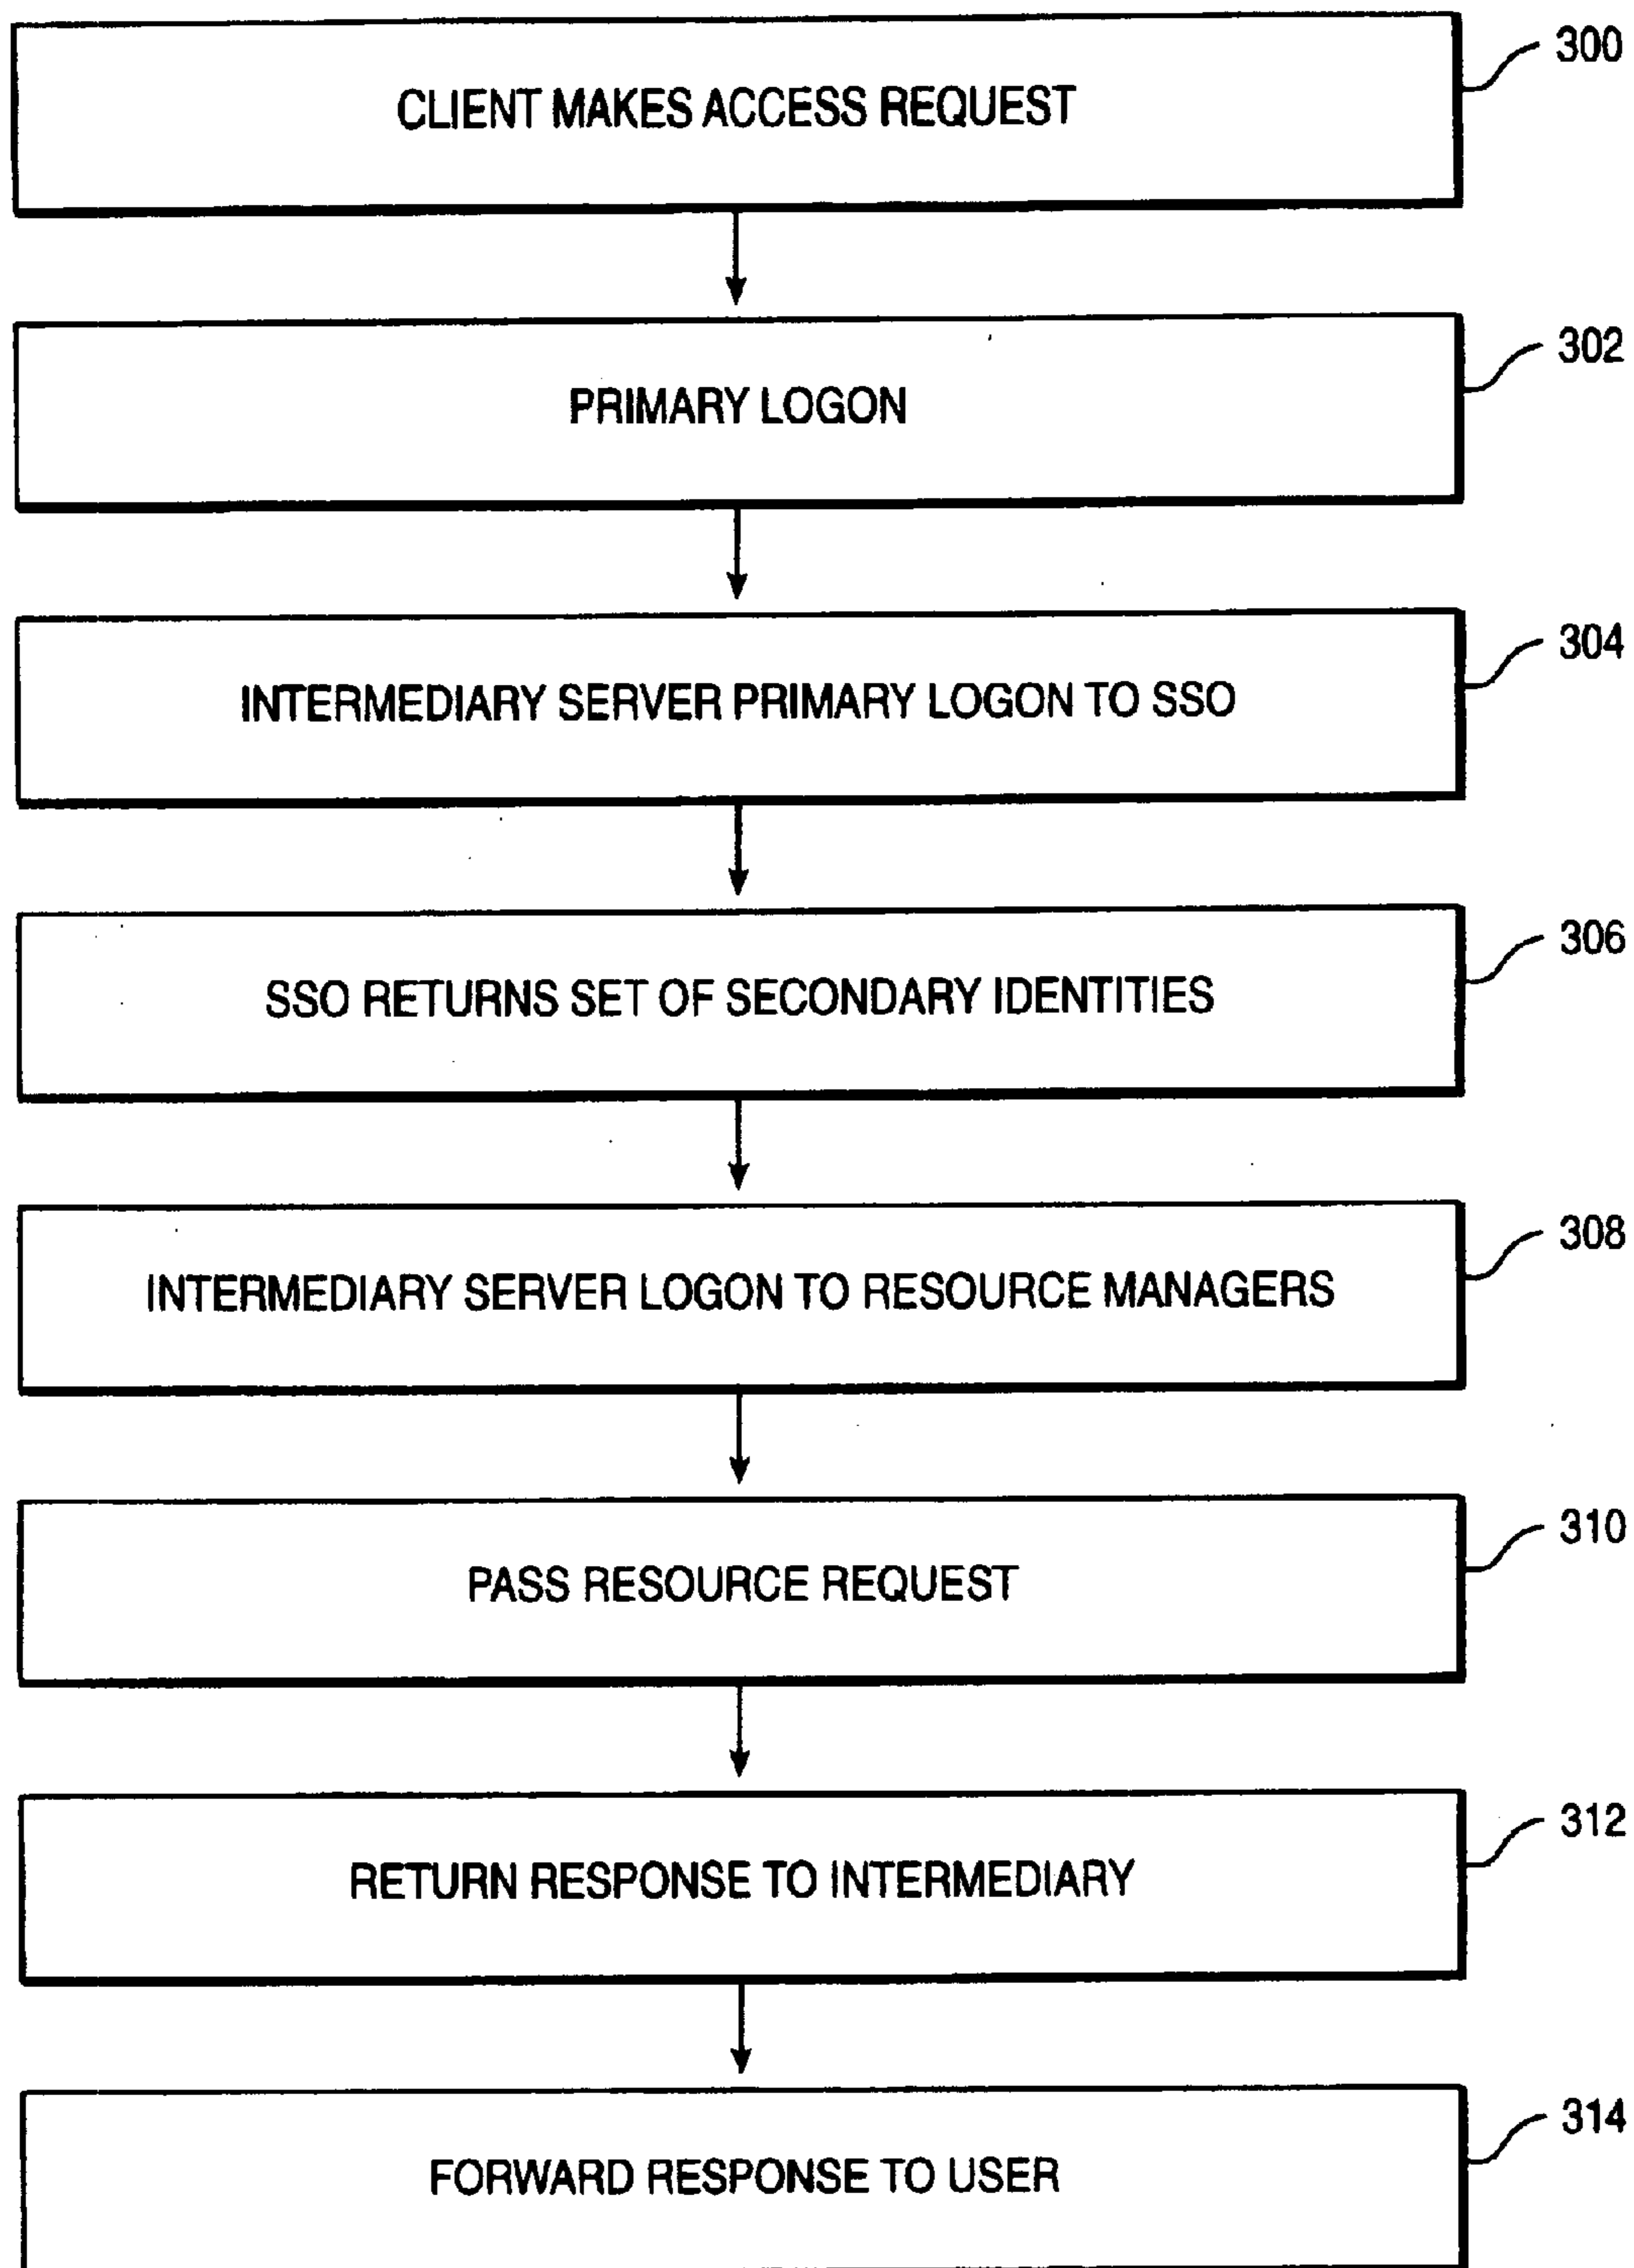 CLIENT MAKES ACCESS REQUEST
300
PRIMARY LOGON
302
INTERMEDIARY SERVER PRIMARY LOGON TO SSO
304
SSO RETURNS SET OF SECONDARY IDENTITIES
306
INTERMEDIARY SERVER LOGON TO RESOURCE MANAGERS
308
PASS RESOURCE REQUEST
310
RETURN RESPONSE TO INTERMEDIARY
312
FORWARD RESPONSE TO USER
314